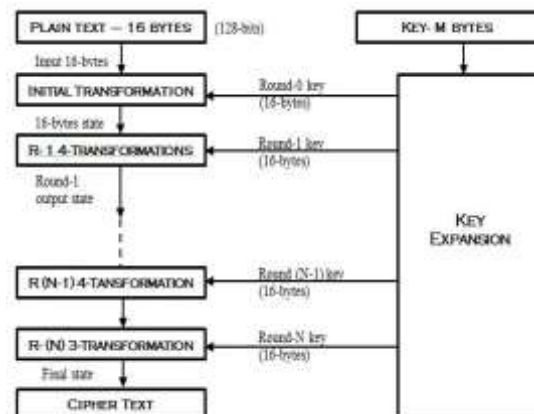 PLAIN TEXT – 16 BYTES
(128-bits)
KEY- M BYTES
Input 16-bytes
INITIAL TRANSFORMATION
Round-0 key
(16-bytes)
16-bytes state
R- 1 4-TRANSFORMATIONS
Round-1 key
(16-bytes)
Round-1
output state
KEY
EXPANSION
R (N-1) 4-TANSFORMATION
Round (N-1) key
(16-bytes)
R- (N) 3-TRANSFORMATION
Round-N key
(16-bytes)
Final state
CIPHER TEXT